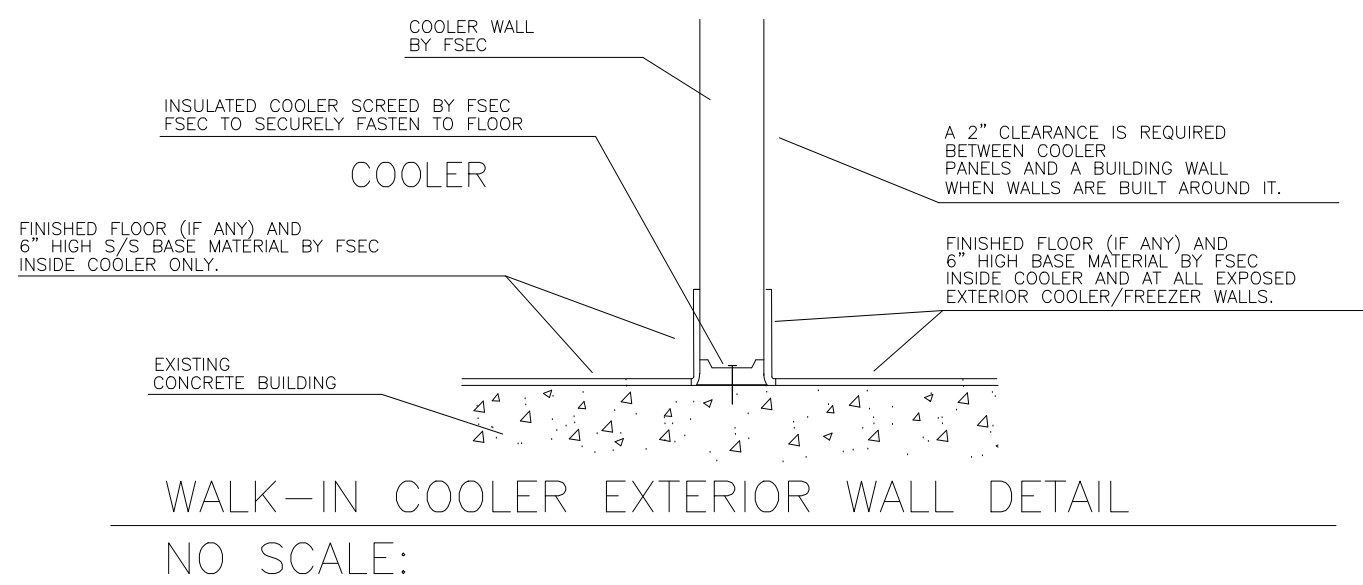 COOLER WALL
BY FSEC
INSULATED COOLER SCREED BY FSEC
FSEC TO SECURELY FASTEN TO FLOOR
COOLER
A 2” CLEARANCE IS REQUIRED
BETWEEN COOLER
PANELS AND A BUILDING WALL
WHEN WALLS ARE BUILT AROUND IT.
FINISHED FLOOR (IF ANY) AND
6” HIGH S/S BASE MATERIAL BY FSEC
INSIDE COOLER ONLY.
FINISHED FLOOR (IF ANY) AND
6” HIGH BASE MATERIAL BY FSEC
INSIDE COOLER AND AT ALL EXPOSED
EXTERIOR COOLER/FREEZER WALLS.
EXISTING
CONCRETE BUILDING
WALK-IN COOLER EXTERIOR WALL DETAIL
NO SCALE: